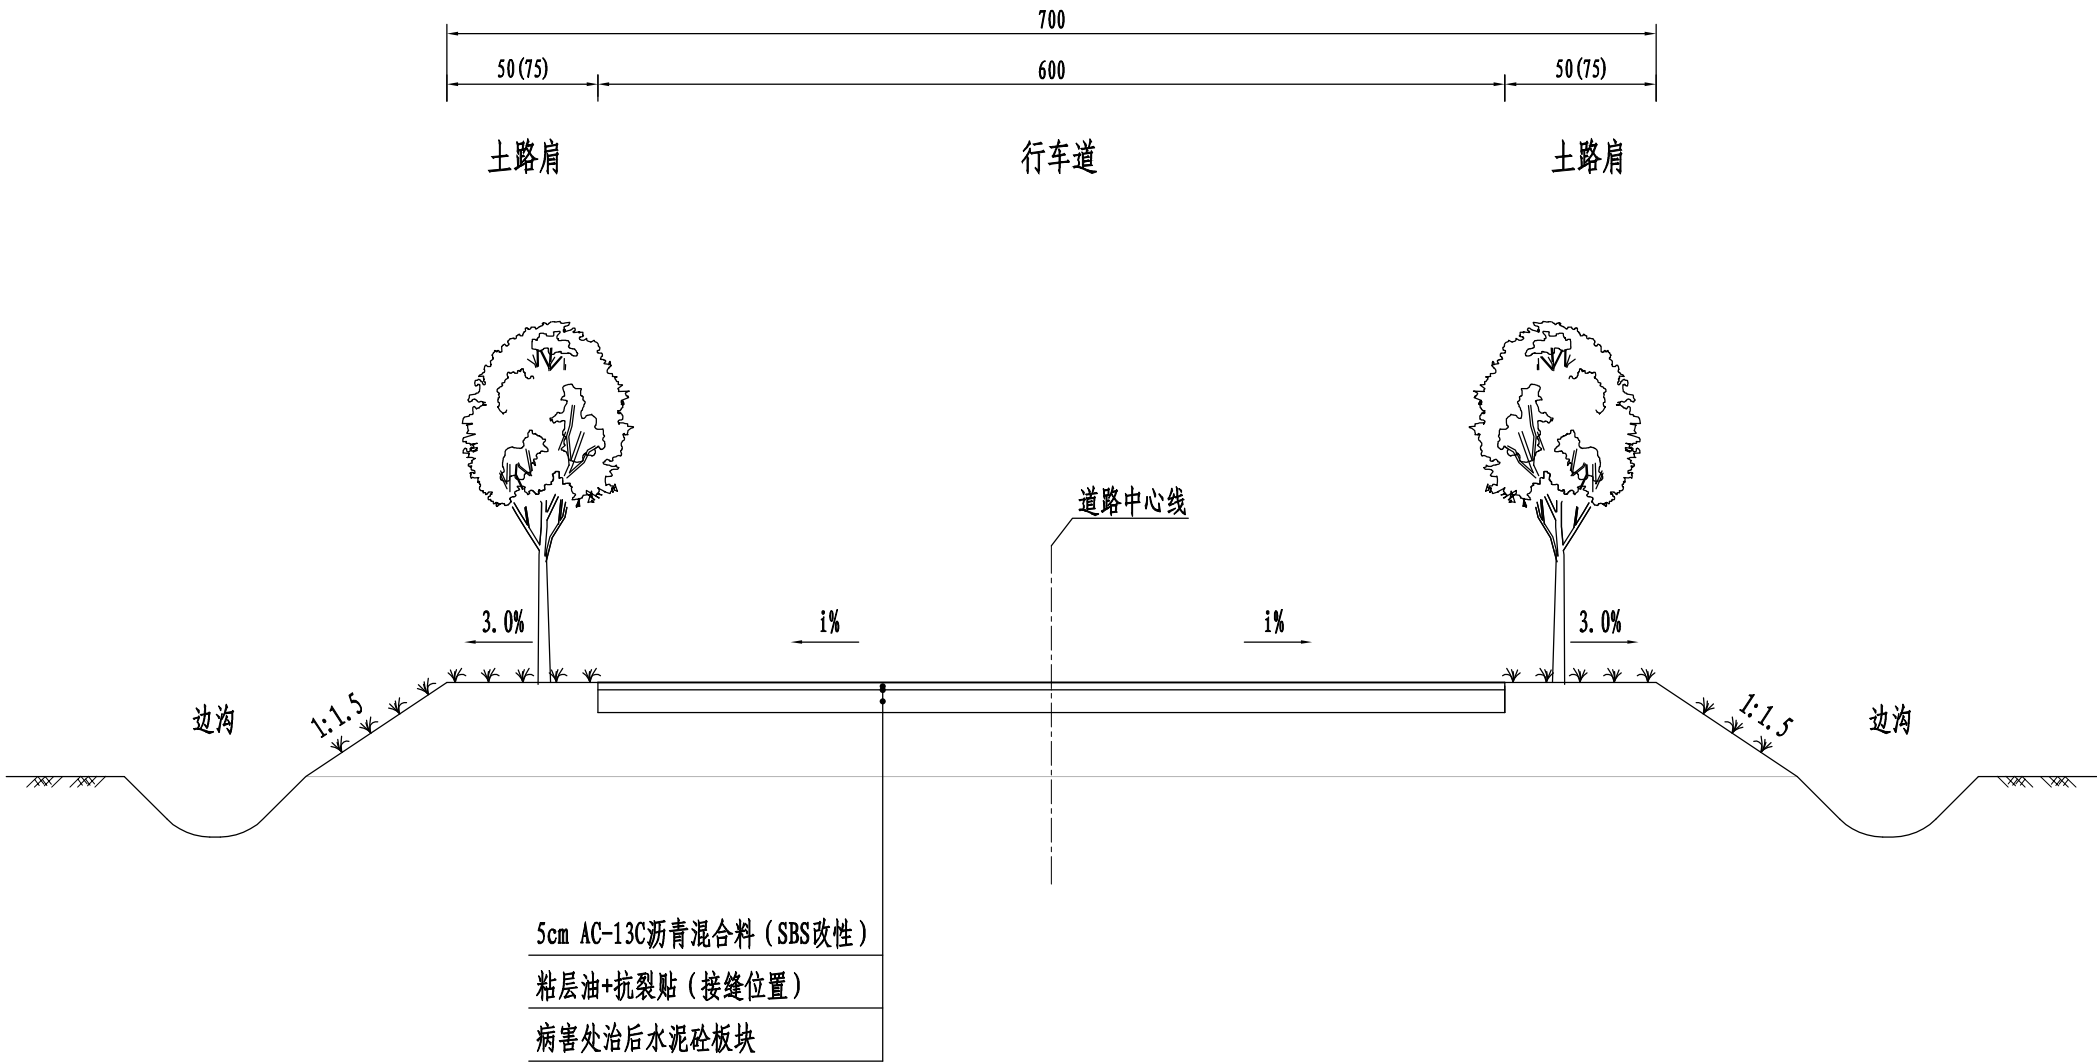 700
50(75) 600 50(75)
土路肩 行车道 土路肩
道路中心线
3.0% i% i% 3.0%
边沟 1:1.5 1:1.5 边沟
5cm AC-13C沥青混合料（SBS改性）
粘层油+抗裂贴（接缝位置）
病害处治后水泥砼板块